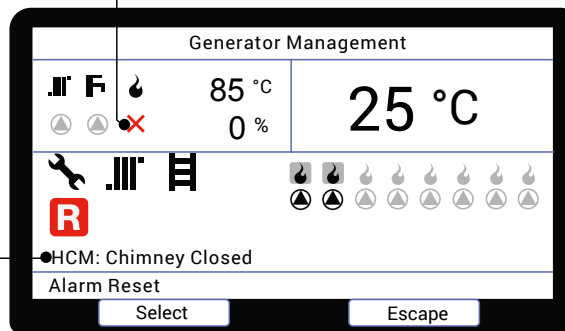 Generator Management
85 °C
0 %
25 °C
R
HCM: Chimney Closed
Alarm Reset
Select Escape